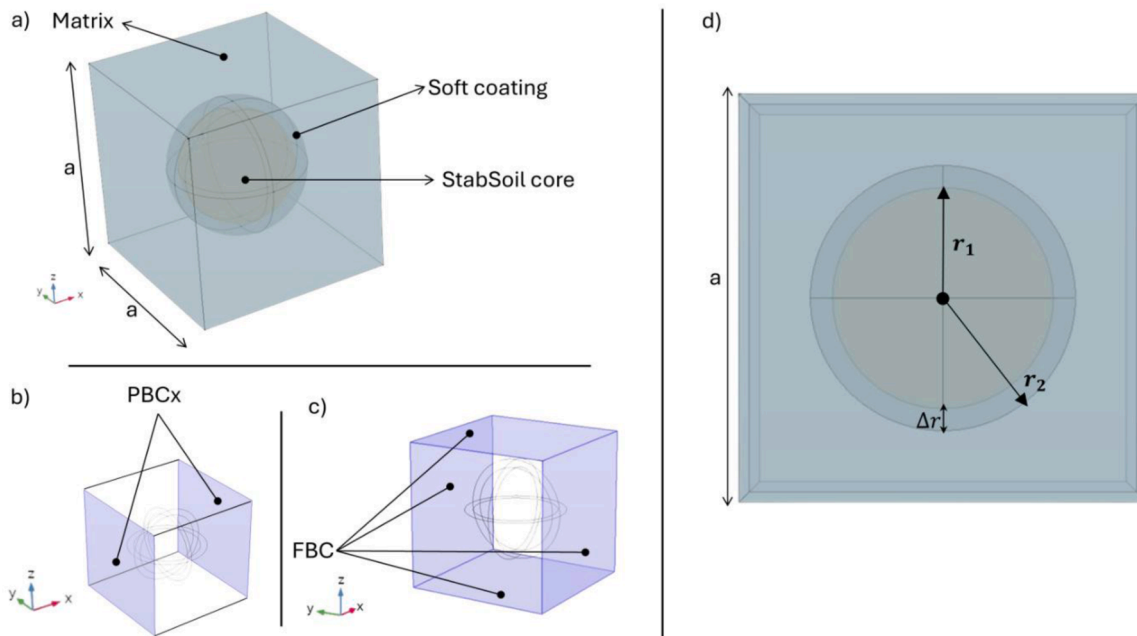 a)
Matrix
Soft coating
StabSoil core
a
a
z
y
x
b)
PBCx
z
y
x
c)
FBC
z
y
x
d)
a
r₁
r₂
Δr